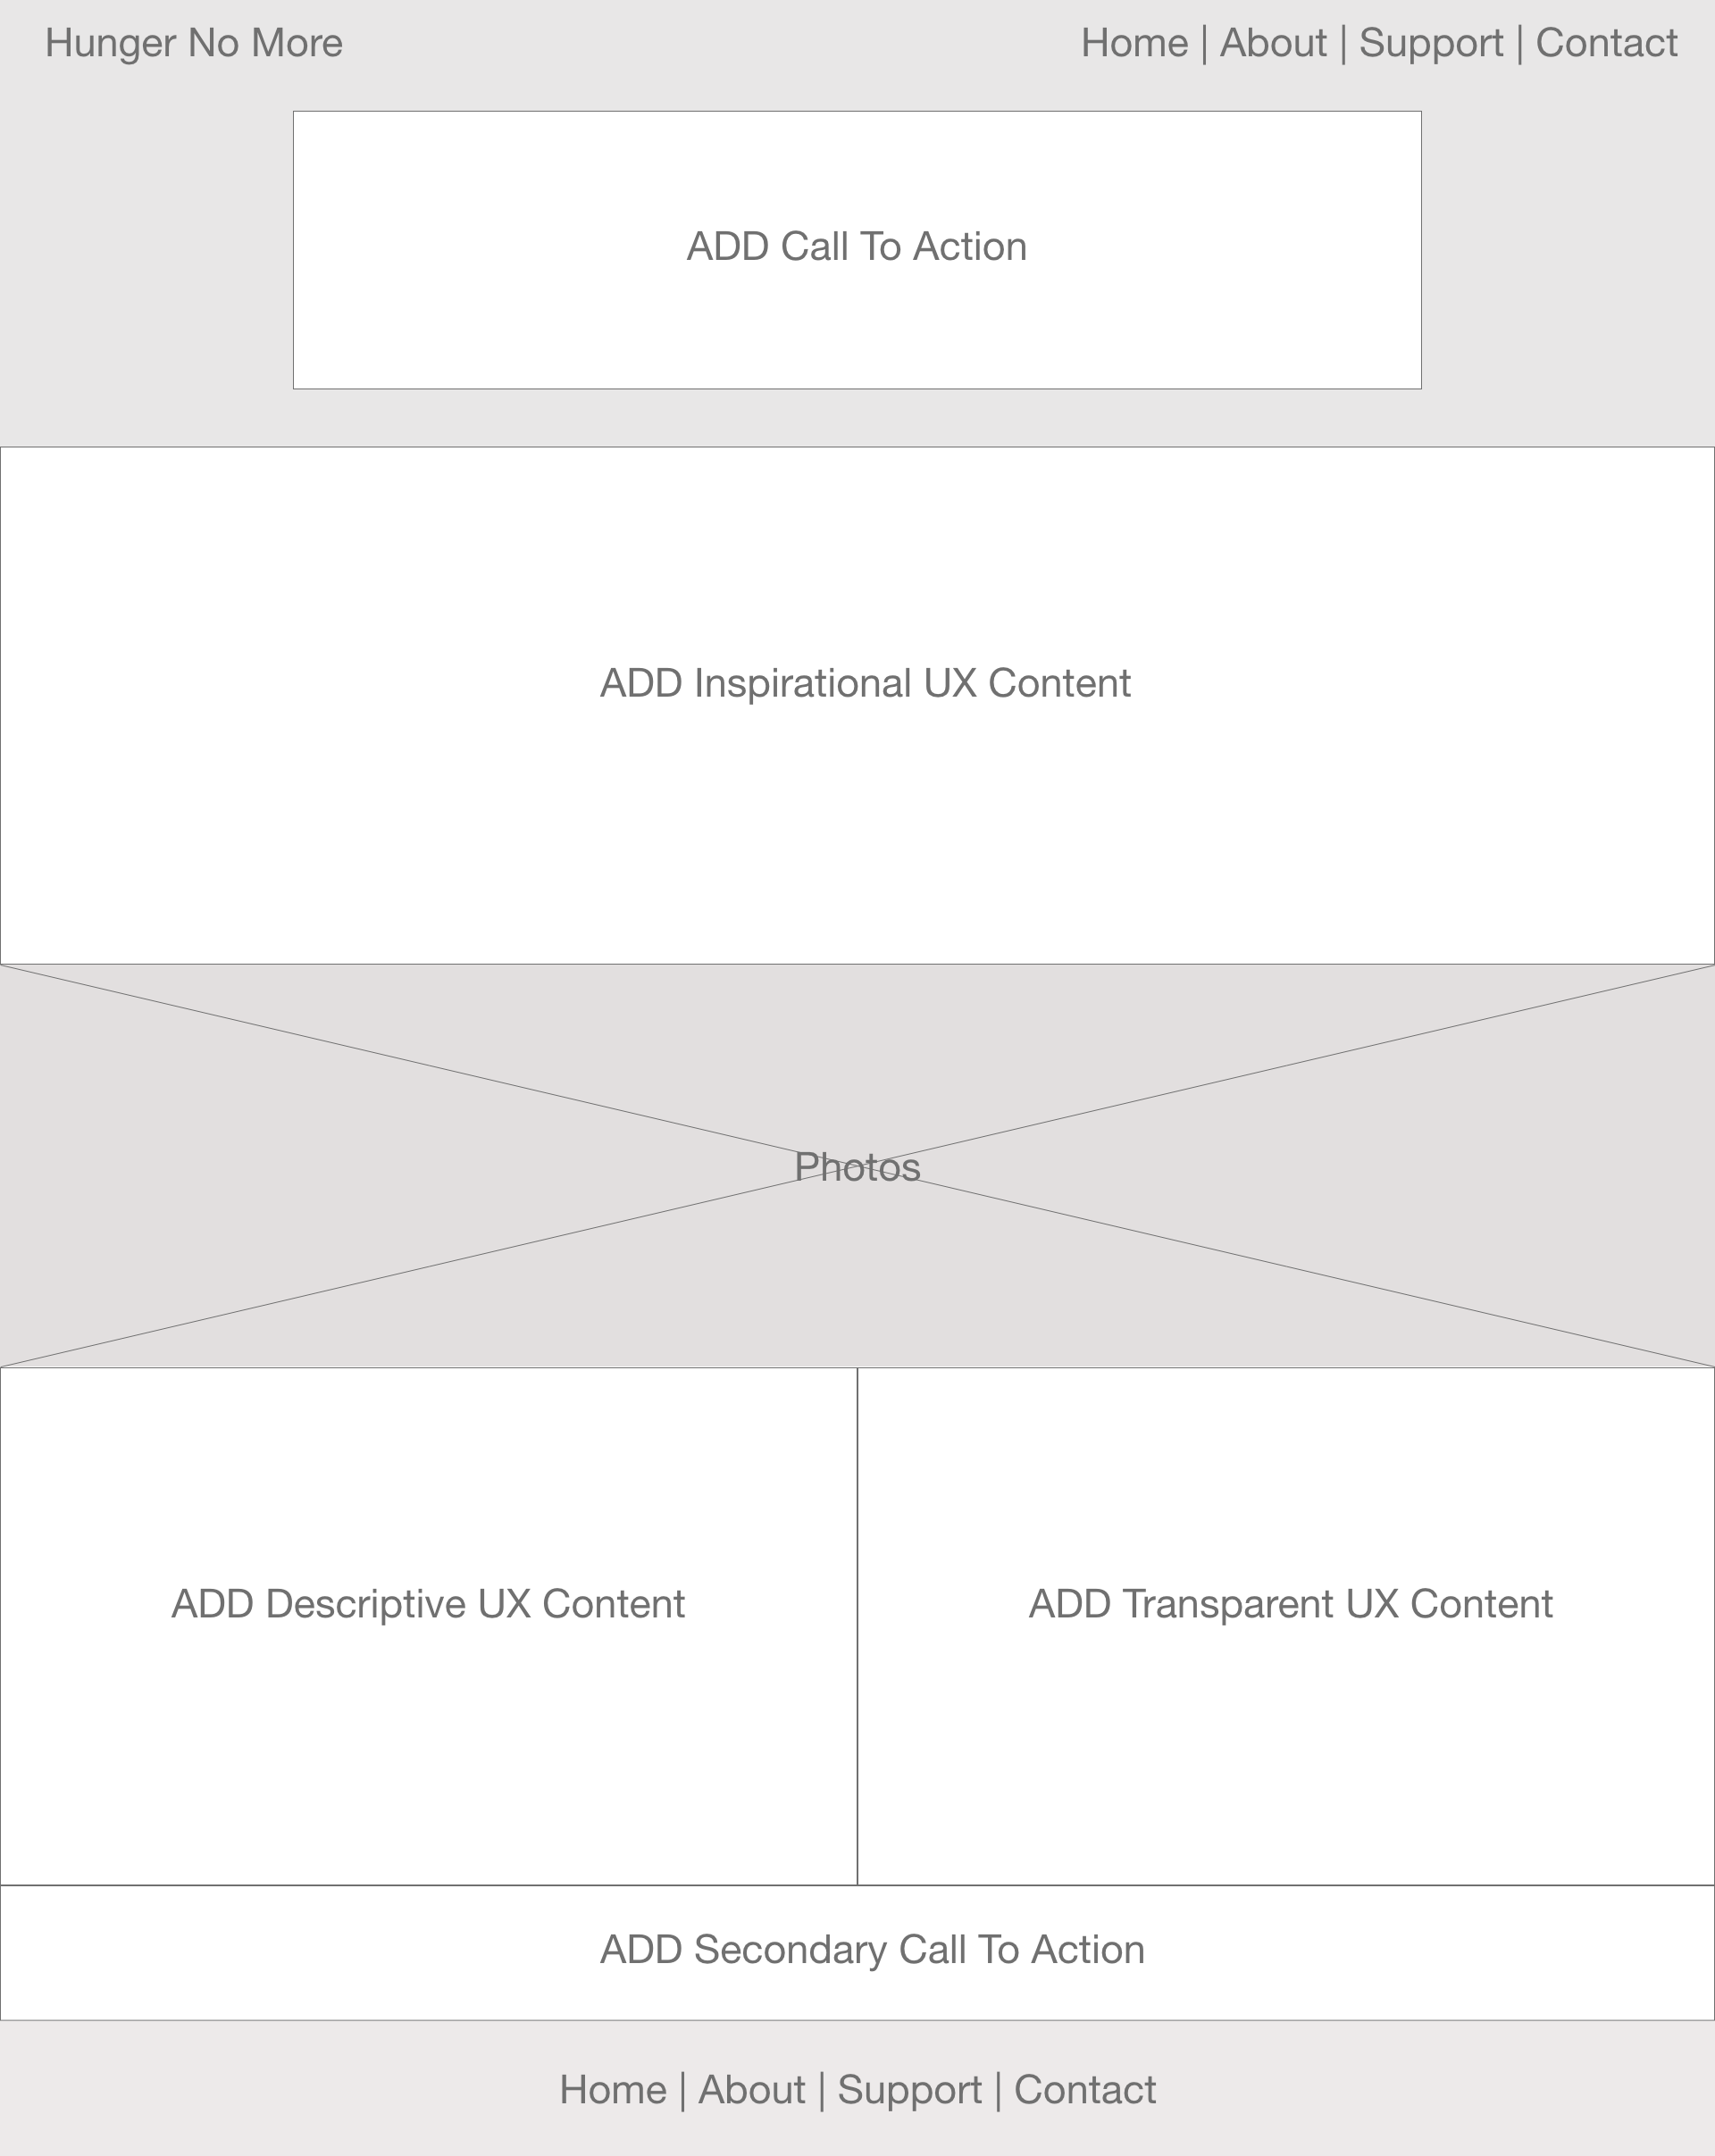 Hunger No More
Home | About | Support | Contact
ADD Call To Action
ADD Inspirational UX Content
Photos
ADD Descriptive UX Content
ADD Transparent UX Content
ADD Secondary Call To Action
Home | About | Support | Contact